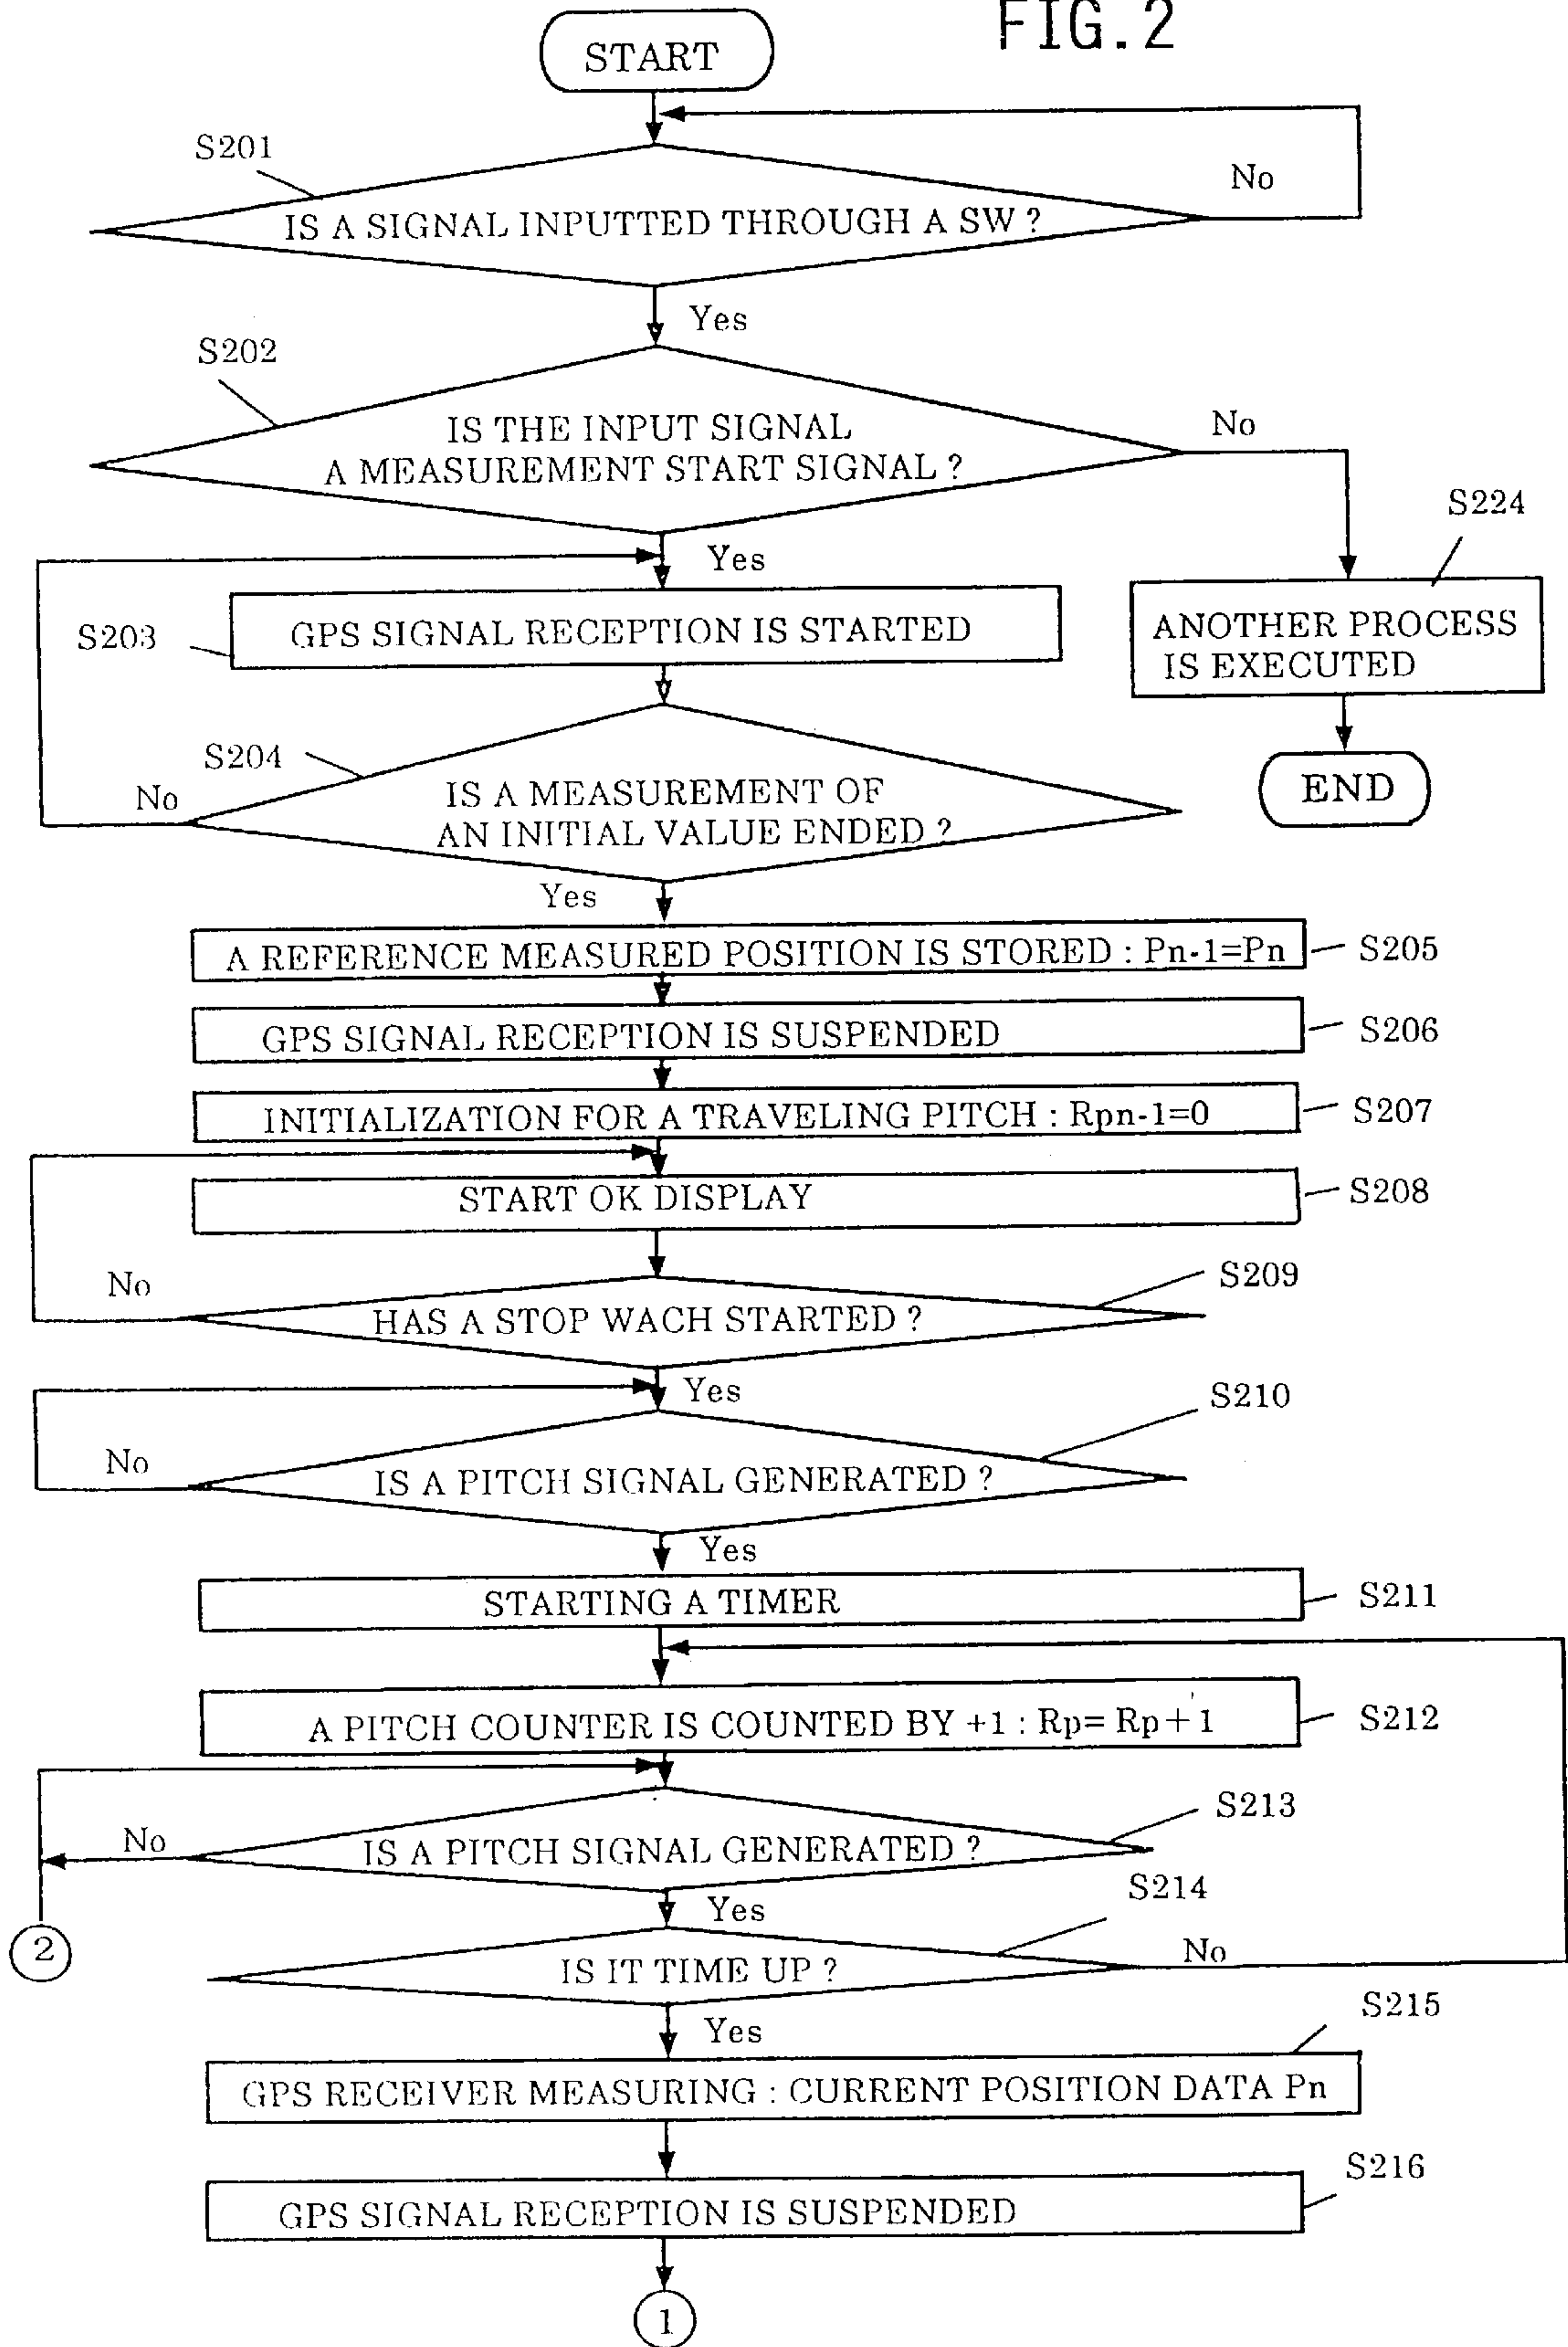 FIG.2
START
S201
No
IS A SIGNAL INPUTTED THROUGH A SW ?
Yes
S202
IS THE INPUT SIGNAL
A MEASUREMENT START SIGNAL ?
No
S224
Yes
S203
GPS SIGNAL RECEPTION IS STARTED
ANOTHER PROCESS
IS EXECUTED
S204
No
IS A MEASUREMENT OF
AN INITIAL VALUE ENDED ?
END
Yes
A REFERENCE MEASURED POSITION IS STORED : Pn-1=Pn
S205
GPS SIGNAL RECEPTION IS SUSPENDED
S206
INITIALIZATION FOR A TRAVELING PITCH : Rpn-1=0
S207
START OK DISPLAY
S208
No
S209
HAS A STOP WACH STARTED ?
Yes
S210
No
IS A PITCH SIGNAL GENERATED ?
Yes
STARTING A TIMER
S211
A PITCH COUNTER IS COUNTED BY +1 : Rp= Rp+1
S212
S213
No
IS A PITCH SIGNAL GENERATED ?
S214
Yes
2
IS IT TIME UP ?
No
S215
Yes
GPS RECEIVER MEASURING : CURRENT POSITION DATA Pn
S216
GPS SIGNAL RECEPTION IS SUSPENDED
1